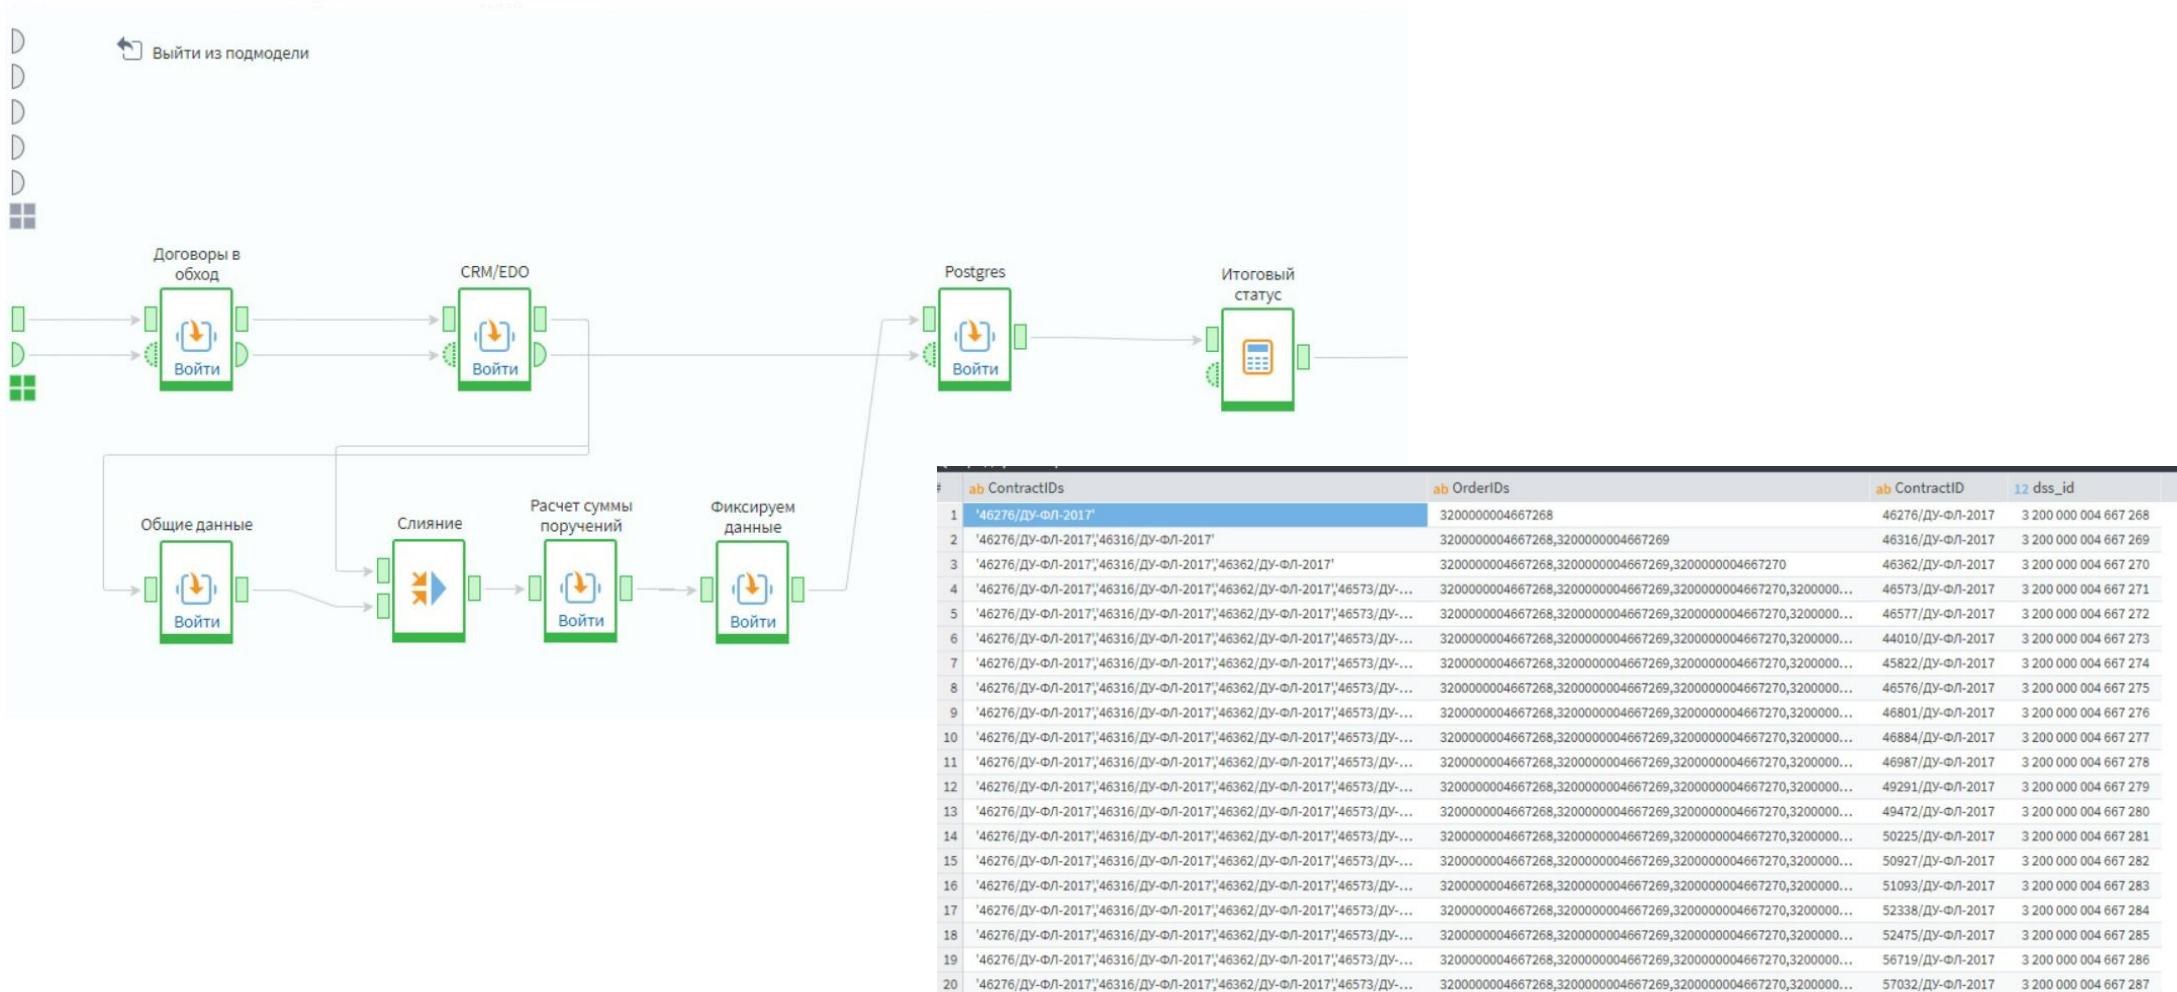 Выйти из подмодели
Договоры в
обход
Войти
CRM/EDO
Войти
Postgres
Войти
Итоговый
статус
Общие данные
Войти
Слияние
Расчет суммы
поручений
Войти
Фиксируем
данные
Войти
# ab ContractIDs ab OrderIDs ab ContractID 12 dss_id
1 '46276/ДУ-ФЛ-2017' 3200000004667268 46276/ДУ-ФЛ-2017 3 200 000 004 667 268
2 '46276/ДУ-ФЛ-2017','46316/ДУ-ФЛ-2017' 3200000004667268,3200000004667269 46316/ДУ-ФЛ-2017 3 200 000 004 667 269
3 '46276/ДУ-ФЛ-2017','46316/ДУ-ФЛ-2017','46362/ДУ-ФЛ-2017' 3200000004667268,3200000004667269,3200000004667270 46362/ДУ-ФЛ-2017 3 200 000 004 667 270
4 '46276/ДУ-ФЛ-2017','46316/ДУ-ФЛ-2017','46362/ДУ-ФЛ-2017','46573/ДУ-... 3200000004667268,3200000004667269,3200000004667270,3200000... 46573/ДУ-ФЛ-2017 3 200 000 004 667 271
5 '46276/ДУ-ФЛ-2017','46316/ДУ-ФЛ-2017','46362/ДУ-ФЛ-2017','46573/ДУ-... 3200000004667268,3200000004667269,3200000004667270,3200000... 46577/ДУ-ФЛ-2017 3 200 000 004 667 272
6 '46276/ДУ-ФЛ-2017','46316/ДУ-ФЛ-2017','46362/ДУ-ФЛ-2017','46573/ДУ-... 3200000004667268,3200000004667269,3200000004667270,3200000... 44010/ДУ-ФЛ-2017 3 200 000 004 667 273
7 '46276/ДУ-ФЛ-2017','46316/ДУ-ФЛ-2017','46362/ДУ-ФЛ-2017','46573/ДУ-... 3200000004667268,3200000004667269,3200000004667270,3200000... 45822/ДУ-ФЛ-2017 3 200 000 004 667 274
8 '46276/ДУ-ФЛ-2017','46316/ДУ-ФЛ-2017','46362/ДУ-ФЛ-2017','46573/ДУ-... 3200000004667268,3200000004667269,3200000004667270,3200000... 46576/ДУ-ФЛ-2017 3 200 000 004 667 275
9 '46276/ДУ-ФЛ-2017','46316/ДУ-ФЛ-2017','46362/ДУ-ФЛ-2017','46573/ДУ-... 3200000004667268,3200000004667269,3200000004667270,3200000... 46801/ДУ-ФЛ-2017 3 200 000 004 667 276
10 '46276/ДУ-ФЛ-2017','46316/ДУ-ФЛ-2017','46362/ДУ-ФЛ-2017','46573/ДУ-... 3200000004667268,3200000004667269,3200000004667270,3200000... 46884/ДУ-ФЛ-2017 3 200 000 004 667 277
11 '46276/ДУ-ФЛ-2017','46316/ДУ-ФЛ-2017','46362/ДУ-ФЛ-2017','46573/ДУ-... 3200000004667268,3200000004667269,3200000004667270,3200000... 46987/ДУ-ФЛ-2017 3 200 000 004 667 278
12 '46276/ДУ-ФЛ-2017','46316/ДУ-ФЛ-2017','46362/ДУ-ФЛ-2017','46573/ДУ-... 3200000004667268,3200000004667269,3200000004667270,3200000... 49291/ДУ-ФЛ-2017 3 200 000 004 667 279
13 '46276/ДУ-ФЛ-2017','46316/ДУ-ФЛ-2017','46362/ДУ-ФЛ-2017','46573/ДУ-... 3200000004667268,3200000004667269,3200000004667270,3200000... 49472/ДУ-ФЛ-2017 3 200 000 004 667 280
14 '46276/ДУ-ФЛ-2017','46316/ДУ-ФЛ-2017','46362/ДУ-ФЛ-2017','46573/ДУ-... 3200000004667268,3200000004667269,3200000004667270,3200000... 50225/ДУ-ФЛ-2017 3 200 000 004 667 281
15 '46276/ДУ-ФЛ-2017','46316/ДУ-ФЛ-2017','46362/ДУ-ФЛ-2017','46573/ДУ-... 3200000004667268,3200000004667269,3200000004667270,3200000... 50927/ДУ-ФЛ-2017 3 200 000 004 667 282
16 '46276/ДУ-ФЛ-2017','46316/ДУ-ФЛ-2017','46362/ДУ-ФЛ-2017','46573/ДУ-... 3200000004667268,3200000004667269,3200000004667270,3200000... 51093/ДУ-ФЛ-2017 3 200 000 004 667 283
17 '46276/ДУ-ФЛ-2017','46316/ДУ-ФЛ-2017','46362/ДУ-ФЛ-2017','46573/ДУ-... 3200000004667268,3200000004667269,3200000004667270,3200000... 52338/ДУ-ФЛ-2017 3 200 000 004 667 284
18 '46276/ДУ-ФЛ-2017','46316/ДУ-ФЛ-2017','46362/ДУ-ФЛ-2017','46573/ДУ-... 3200000004667268,3200000004667269,3200000004667270,3200000... 52475/ДУ-ФЛ-2017 3 200 000 004 667 285
19 '46276/ДУ-ФЛ-2017','46316/ДУ-ФЛ-2017','46362/ДУ-ФЛ-2017','46573/ДУ-... 3200000004667268,3200000004667269,3200000004667270,3200000... 56719/ДУ-ФЛ-2017 3 200 000 004 667 286
20 '46276/ДУ-ФЛ-2017','46316/ДУ-ФЛ-2017','46362/ДУ-ФЛ-2017','46573/ДУ-... 3200000004667268,3200000004667269,3200000004667270,3200000... 57032/ДУ-ФЛ-2017 3 200 000 004 667 287